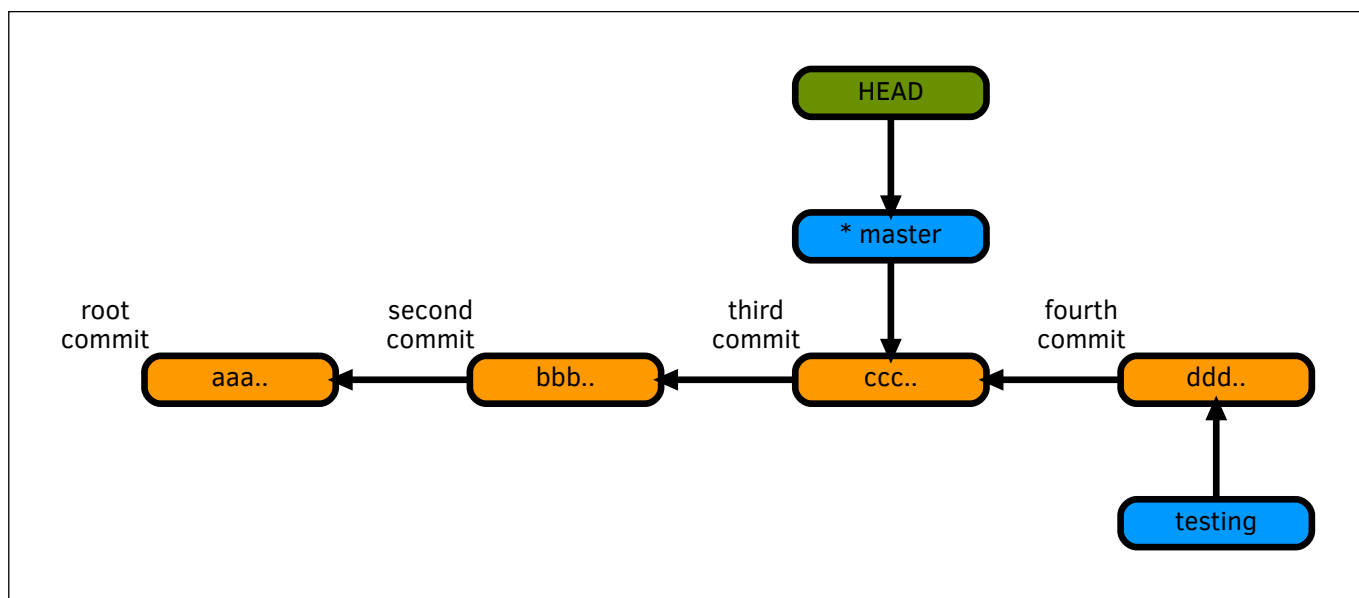 HEAD
* master
root
commit
second
commit
third
commit
fourth
commit
aaa..
bbb..
ccc..
ddd..
testing